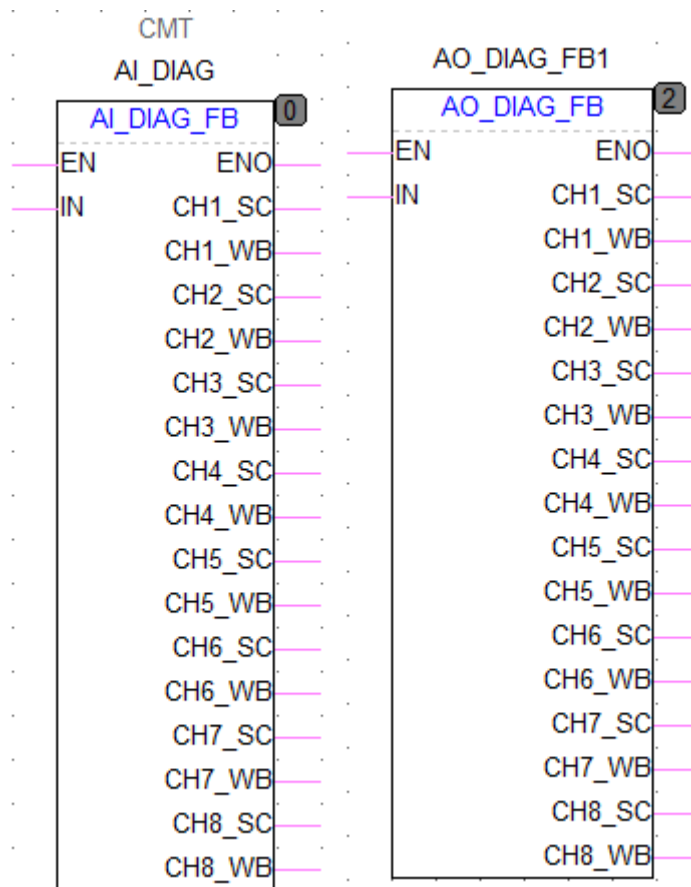 CMT
AI_DIAG
AI_DIAG_FB 0
EN ENO
IN CH1_SC
CH1_WB
CH2_SC
CH2_WB
CH3_SC
CH3_WB
CH4_SC
CH4_WB
CH5_SC
CH5_WB
CH6_SC
CH6_WB
CH7_SC
CH7_WB
CH8_SC
CH8_WB
AO_DIAG_FB1
AO_DIAG_FB 2
EN ENO
IN CH1_SC
CH1_WB
CH2_SC
CH2_WB
CH3_SC
CH3_WB
CH4_SC
CH4_WB
CH5_SC
CH5_WB
CH6_SC
CH6_WB
CH7_SC
CH7_WB
CH8_SC
CH8_WB